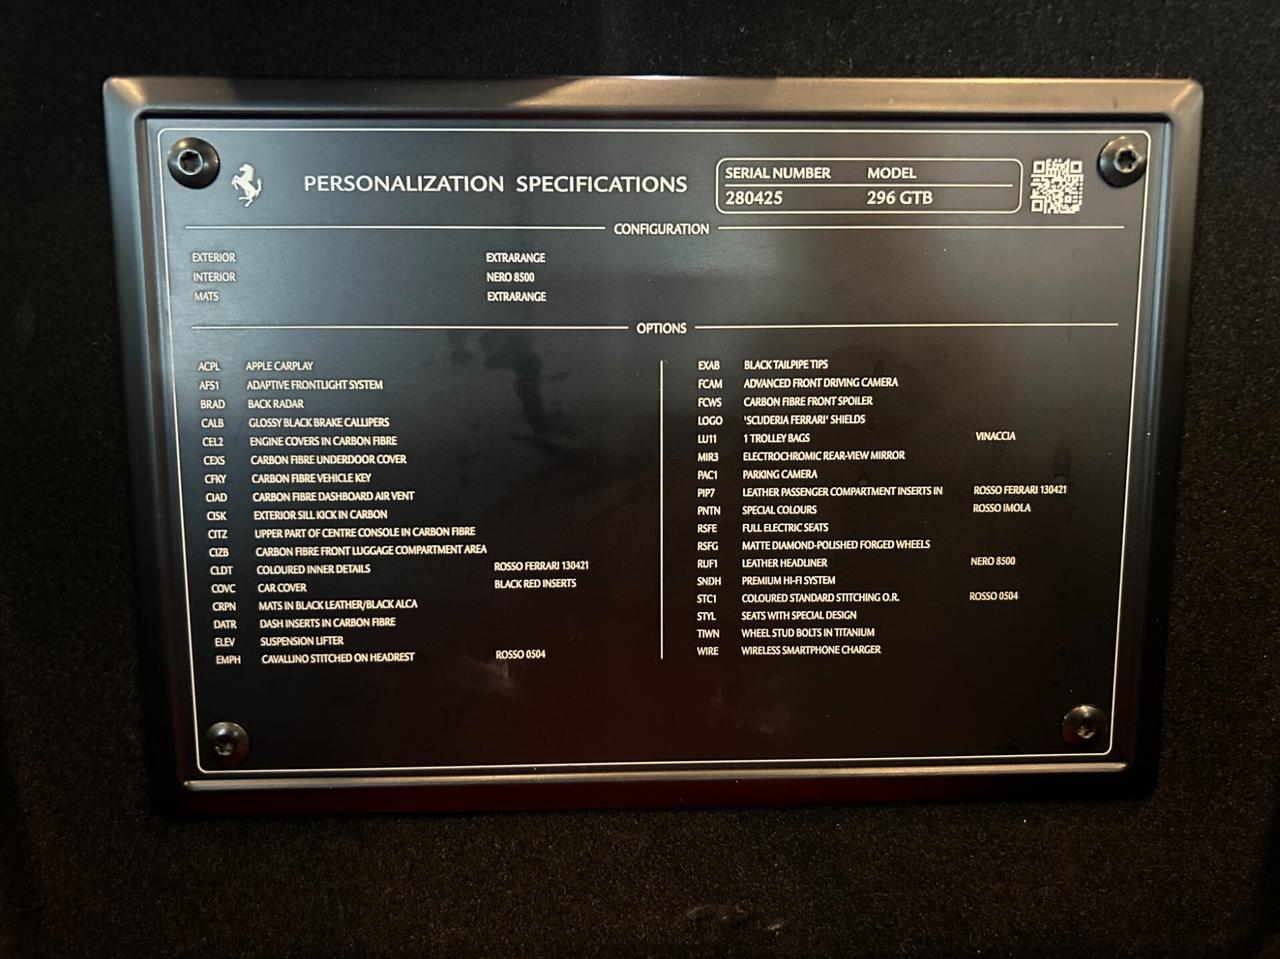 PERSONALIZATION SPECIFICATIONS
SERIAL NUMBER MODEL
280425 296 GTB
CONFIGURATION
EXTERIOR EXTRARANGE
INTERIOR NERO 8500
MATS EXTRARANGE
OPTIONS
ACPL APPLE CARPLAY
AFS1 ADAPTIVE FRONTLIGHT SYSTEM
BRAD BACK RADAR
CALB GLOSSY BLACK BRAKE CALLIPERS
CEL2 ENGINE COVERS IN CARBON FIBRE
CEXS CARBON FIBRE UNDERDOOR COVER
CFKY CARBON FIBRE VEHICLE KEY
CIAD CARBON FIBRE DASHBOARD AIR VENT
CISK EXTERIOR SILL KICK IN CARBON
CITZ UPPER PART OF CENTRE CONSOLE IN CARBON FIBRE
CIZB CARBON FIBRE FRONT LUGGAGE COMPARTMENT AREA
CLDT COLOURED INNER DETAILS ROSSO FERRARI 130421
COVC CAR COVER BLACK RED INSERTS
CRPN MATS IN BLACK LEATHER/BLACK ALCA
DATR DASH INSERTS IN CARBON FIBRE
ELEV SUSPENSION LIFTER
EMPH CAVALLINO STITCHED ON HEADREST ROSSO 0504
EXAB BLACK TAILPIPE TIPS
FCAM ADVANCED FRONT DRIVING CAMERA
FCWS CARBON FIBRE FRONT SPOILER
LOGO 'SCUDERIA FERRARI' SHIELDS
LU11 1 TROLLEY BAGS VINACCIA
MIR3 ELECTROCHROMIC REAR-VIEW MIRROR
PAC1 PARKING CAMERA
PIP7 LEATHER PASSENGER COMPARTMENT INSERTS IN ROSSO FERRARI 130421
PNTN SPECIAL COLOURS ROSSO IMOLA
RSFE FULL ELECTRIC SEATS
RSFG MATTE DIAMOND-POLISHED FORGED WHEELS
RUF1 LEATHER HEADLINER NERO 8500
SNDH PREMIUM HI-FI SYSTEM
STC1 COLOURED STANDARD STITCHING O.R. ROSSO 0504
STYL SEATS WITH SPECIAL DESIGN
TIWN WHEEL STUD BOLTS IN TITANIUM
WIRE WIRELESS SMARTPHONE CHARGER